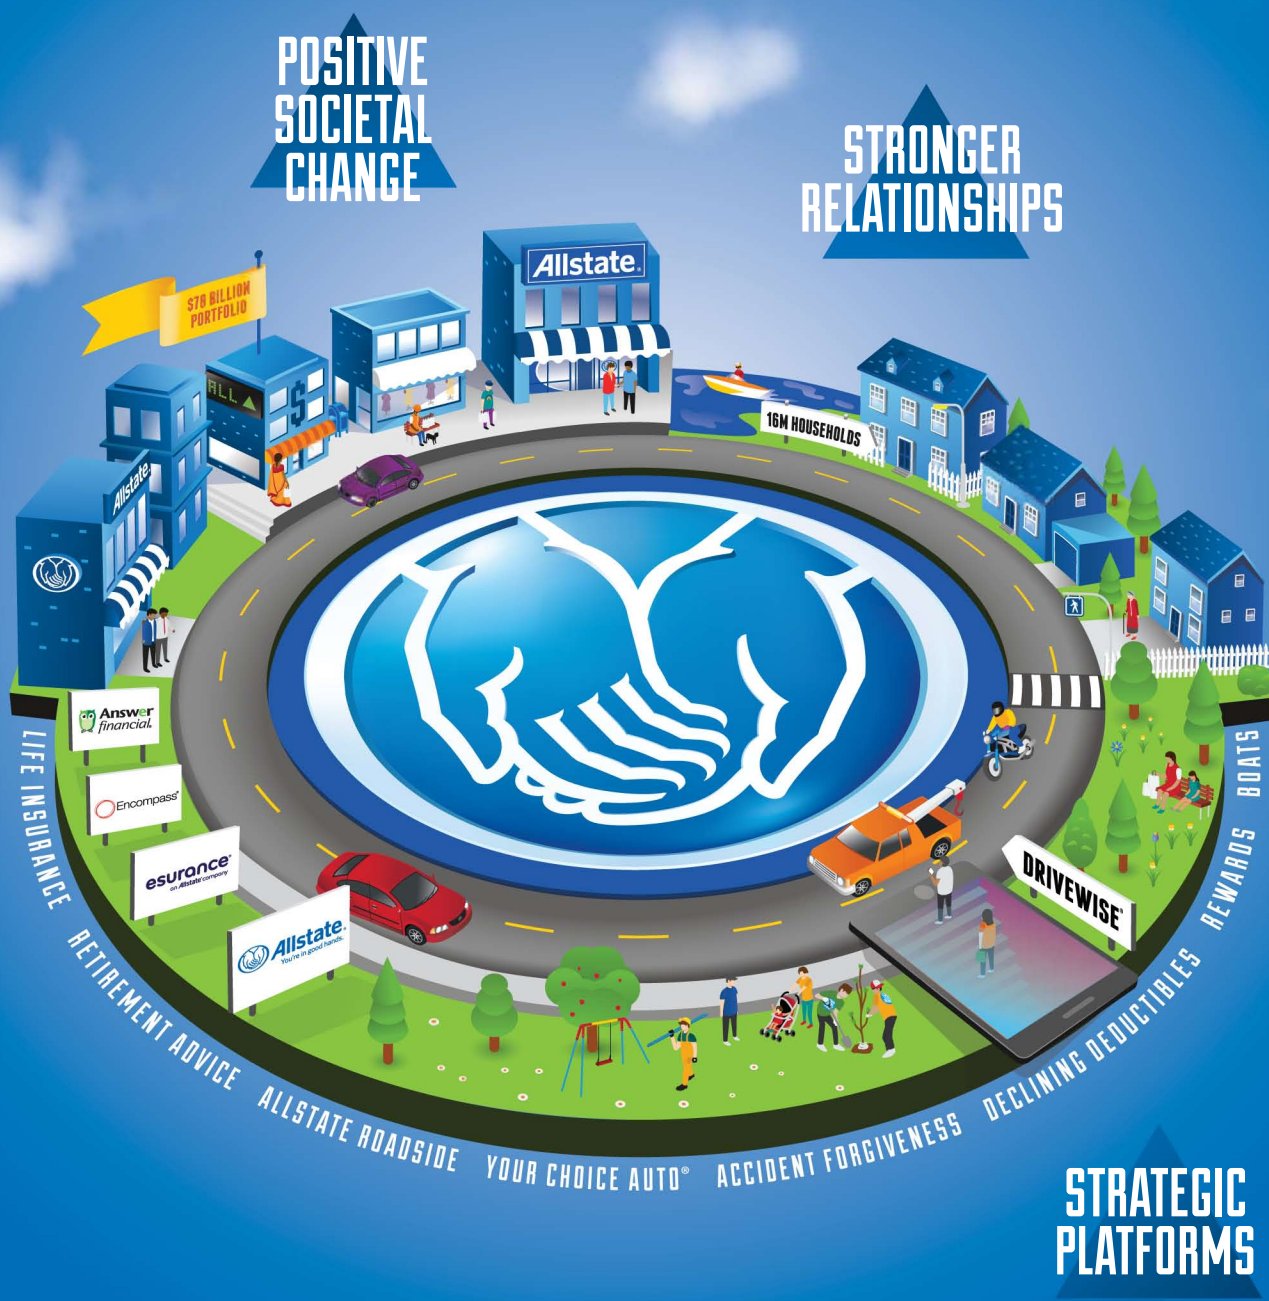 POSITIVE
SOCIETAL
CHANGE
STRONGER
RELATIONSHIPS
Allstate.
$78 BILLION
PORTFOLIO
ALL ▲
$
16M HOUSEHOLDS
Allstate.
Answer
financial.
Encompass®
esurance®
an Allstate company
Allstate.
You're in good hands.
DRIVEWISE®
LIFE INSURANCE
RETIREMENT ADVICE
ALLSTATE ROADSIDE
YOUR CHOICE AUTO®
ACCIDENT FORGIVENESS
DECLINING DEDUCTIBLES
REWARDS
BOATS
STRATEGIC
PLATFORMS